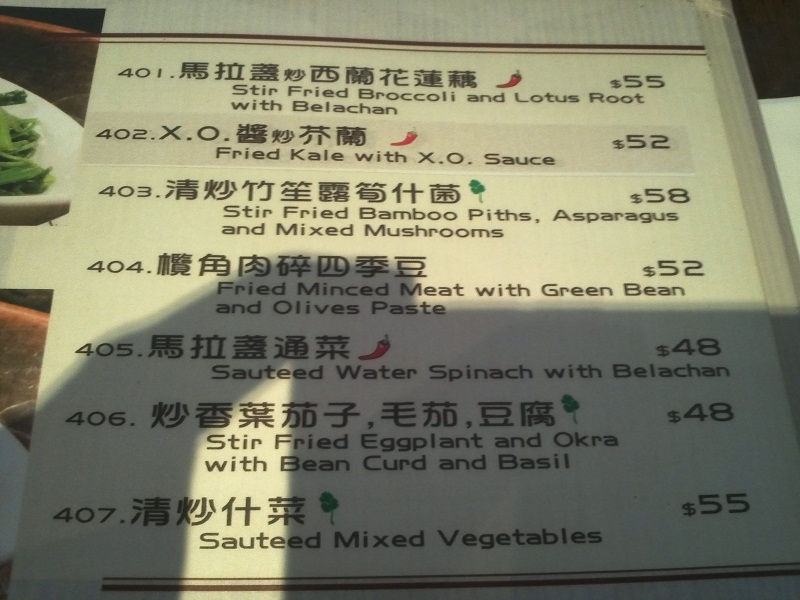 401.馬拉盞炒西蘭花蓮藕 $55
Stir Fried Broccoli and Lotus Root
with Belachan
402.X.O.醬炒芥蘭 $52
Fried Kale with X.O. Sauce
403.清炒竹笙露筍什菌 $58
Stir Fried Bamboo Piths, Asparagus
and Mixed Mushrooms
404.欖角肉碎四季豆 $52
Fried Minced Meat with Green Bean
and Olives Paste
405.馬拉盞通菜 $48
Sauteed Water Spinach with Belachan
406. 炒香葉茄子,毛茄,豆腐 $48
Stir Fried Eggplant and Okra
with Bean Curd and Basil
407.清炒什菜 $55
Sauteed Mixed Vegetables